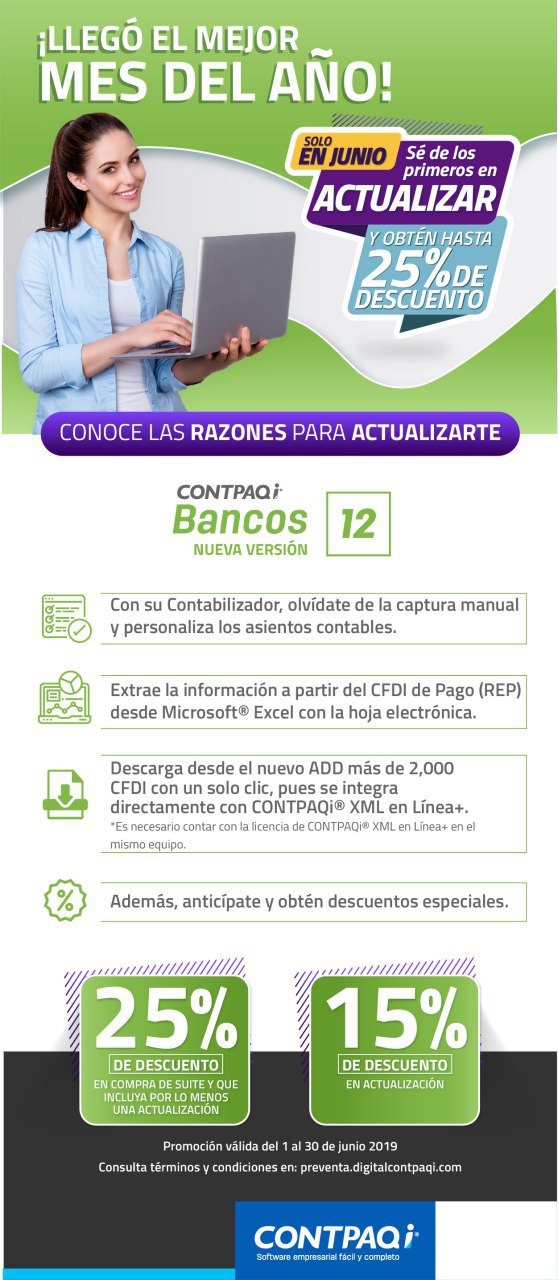 ¡LLEGÓ EL MEJOR
MES DEL AÑO!
SOLO
EN JUNIO
Sé de los
primeros en
ACTUALIZAR
Y OBTÉN HASTA
25% DE
DESCUENTO
CONOCE LAS RAZONES PARA ACTUALIZARTE
CONTPAQi®
Bancos 12
NUEVA VERSIÓN
Con su Contabilizador, olvídate de la captura manual
y personaliza los asientos contables.
Extrae la información a partir del CFDI de Pago (REP)
desde Microsoft® Excel con la hoja electrónica.
Descarga desde el nuevo ADD más de 2,000
CFDI con un solo clic, pues se integra
directamente con CONTPAQi® XML en Línea+.
*Es necesario contar con la licencia de CONTPAQi® XML en Línea+ en el
mismo equipo.
Además, anticípate y obtén descuentos especiales.
25%
DE DESCUENTO
EN COMPRA DE SUITE Y QUE
INCLUYA POR LO MENOS
UNA ACTUALIZACIÓN
15%
DE DESCUENTO
EN ACTUALIZACIÓN
Promoción válida del 1 al 30 de junio 2019
Consulta términos y condiciones en: preventa.digitalcontpaqi.com
CONTPAQi®
Software empresarial fácil y completo